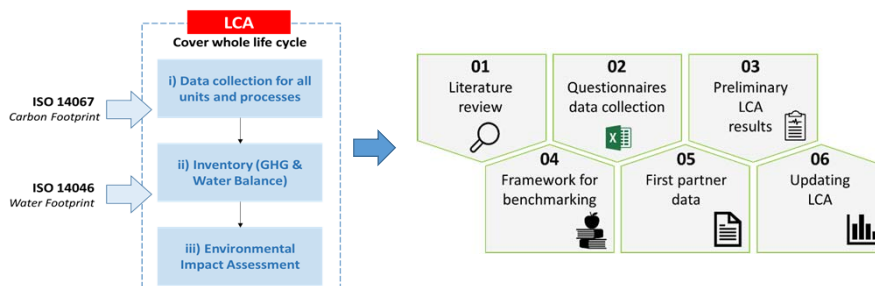 LCA
Cover whole life cycle
i) Data collection for all
units and processes
ISO 14067
Carbon Footprint
ii) Inventory (GHG &
Water Balance)
ISO 14046
Water Footprint
iii) Environmental
Impact Assessment
01
Literature
review
02
Questionnaires
data collection
03
Preliminary
LCA
results
04
Framework for
benchmarking
05
First partner
data
06
Updating
LCA